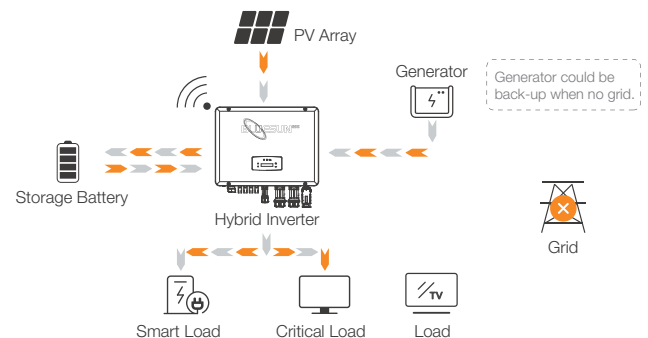 PV Array
Generator
Generator could be
back-up when no grid.
BLUESUN
Storage Battery
Hybrid Inverter
Grid
TV
Smart Load
Critical Load
Load